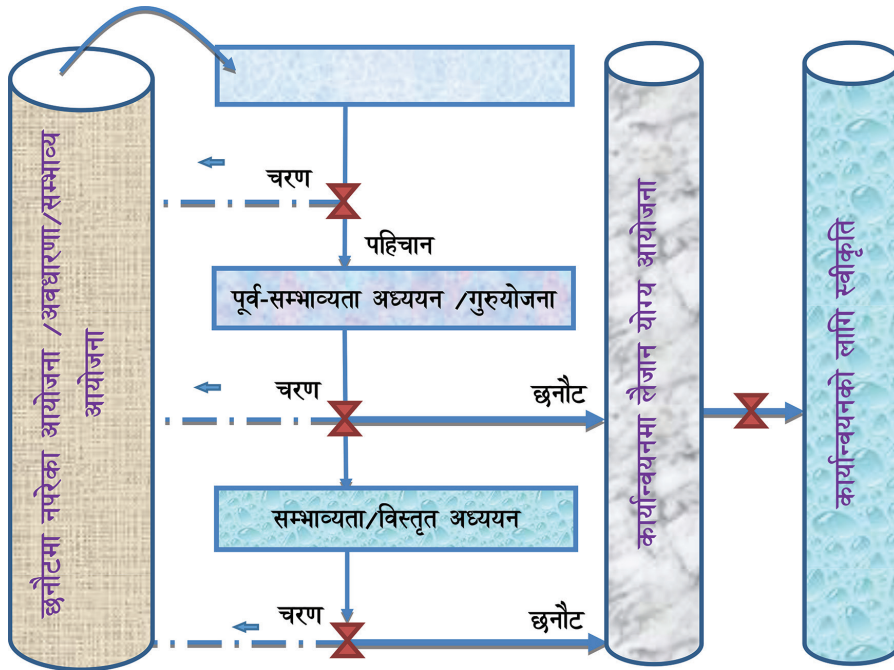 छनौटमा नपरेका आयोजना /अवधारणा/सम्भाव्य
आयोजना
चरण
पहिचान
पूर्व-सम्भाव्यता अध्ययन /गुरुयोजना
चरण
छनौट
सम्भाव्यता/विस्तृत अध्ययन
चरण
छनौट
कार्यान्वयनमा लैजान योग्य आयोजना
कार्यान्वयनको लागि स्वीकृति